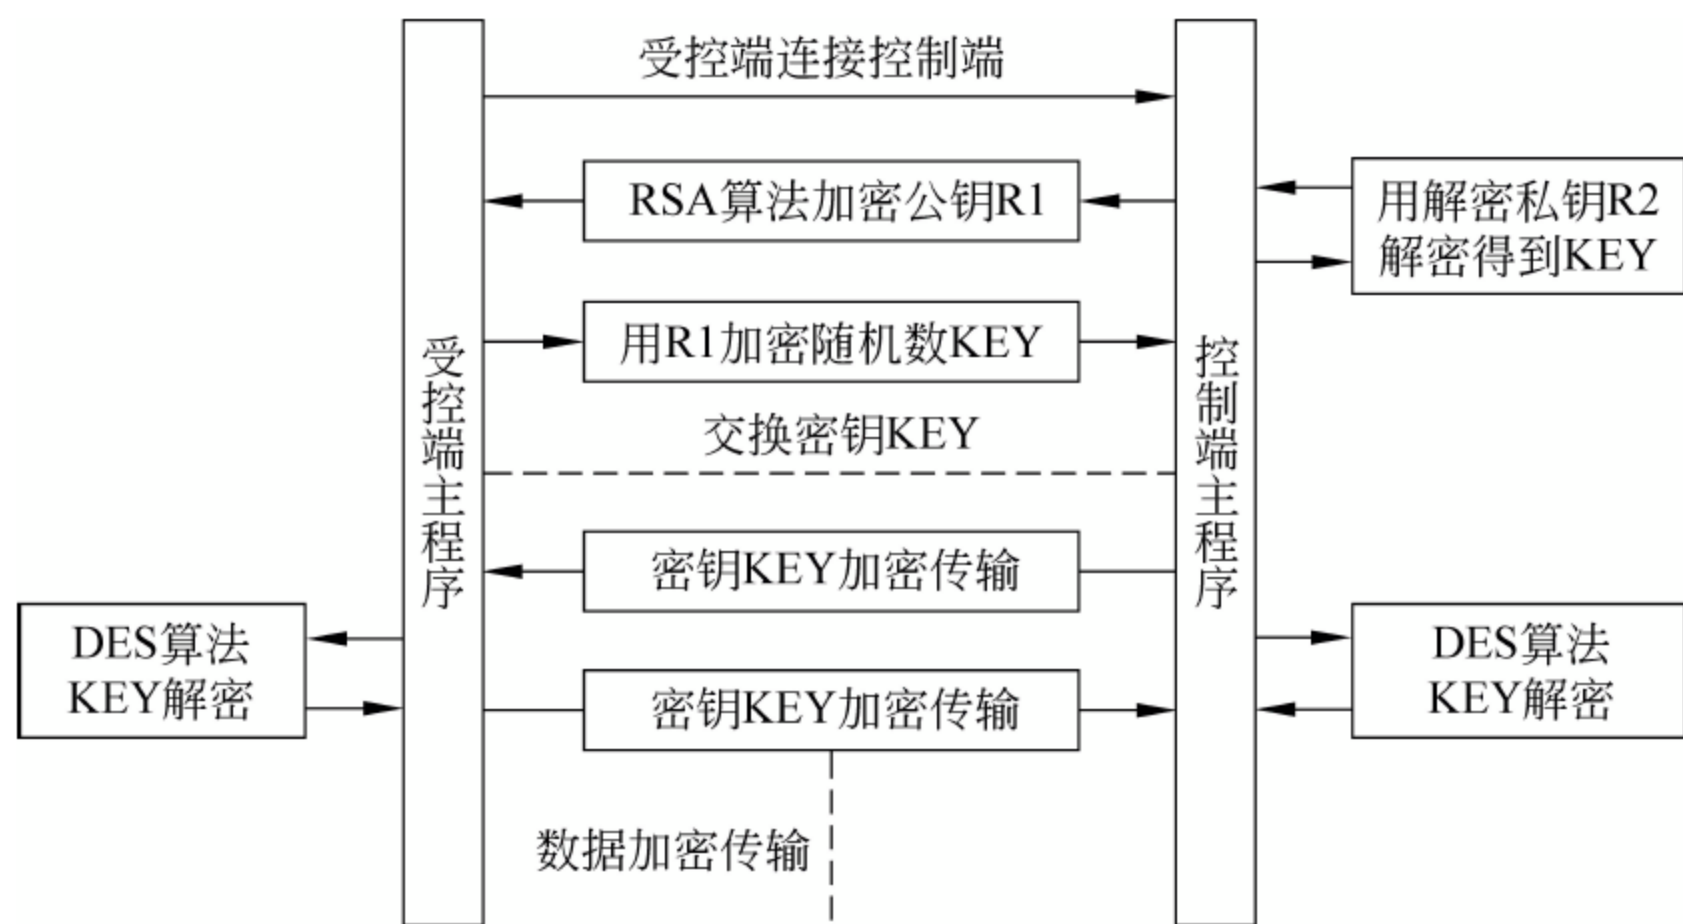 受控端连接控制端
RSA算法加密公钥R1
用解密私钥R2
解密得到KEY
用R1加密随机数KEY
受控端主程序
控制端主程序
交换密钥KEY
密钥KEY加密传输
DES算法
KEY解密
密钥KEY加密传输
DES算法
KEY解密
数据加密传输